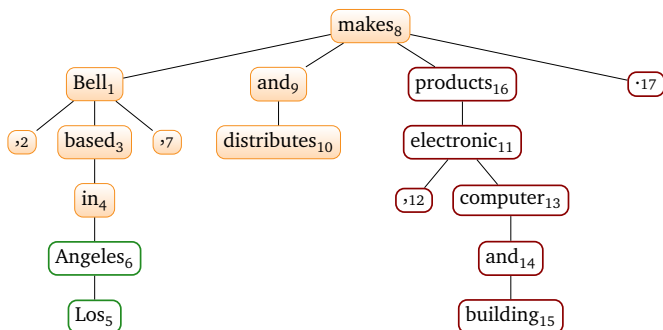 makes₈
Bell₁ and₉ products₁₆ .₁₇
,₂ based₃ ,₇ distributes₁₀ electronic₁₁
in₄ ,₁₂ computer₁₃
Angeles₆ and₁₄
Los₅ building₁₅